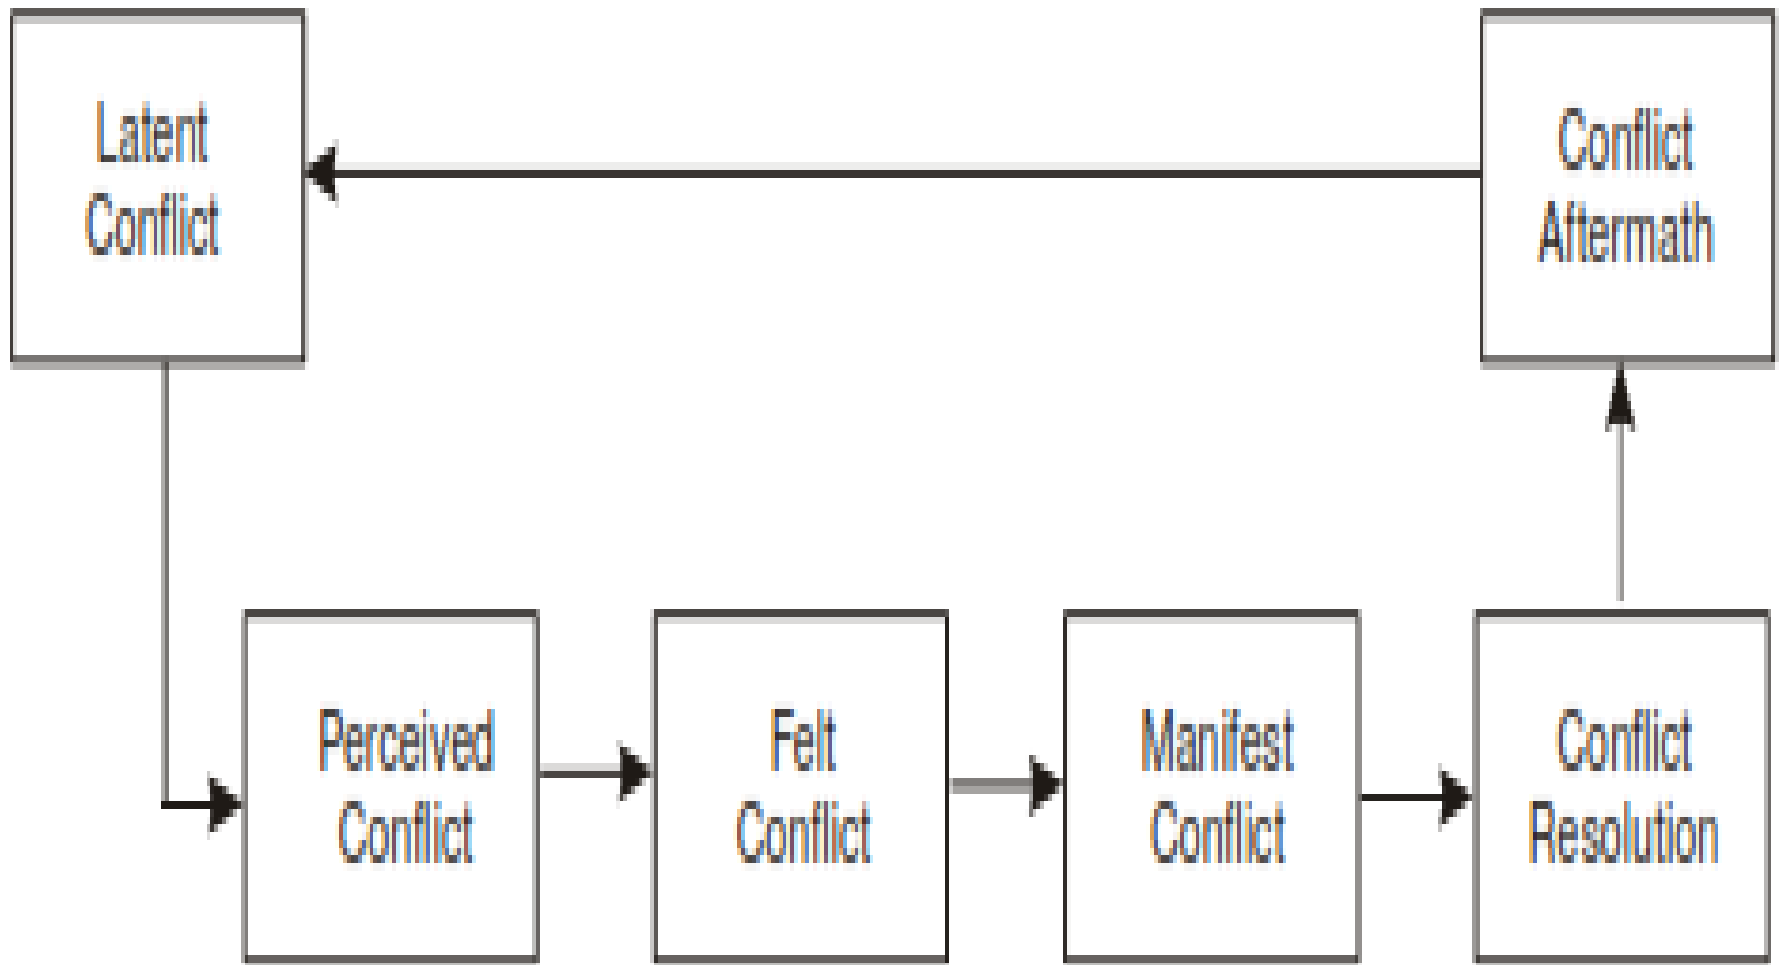 Latent
Conflict
Conflict
Aftermath
Perceived
Conflict
Felt
Conflict
Manifest
Conflict
Conflict
Resolution